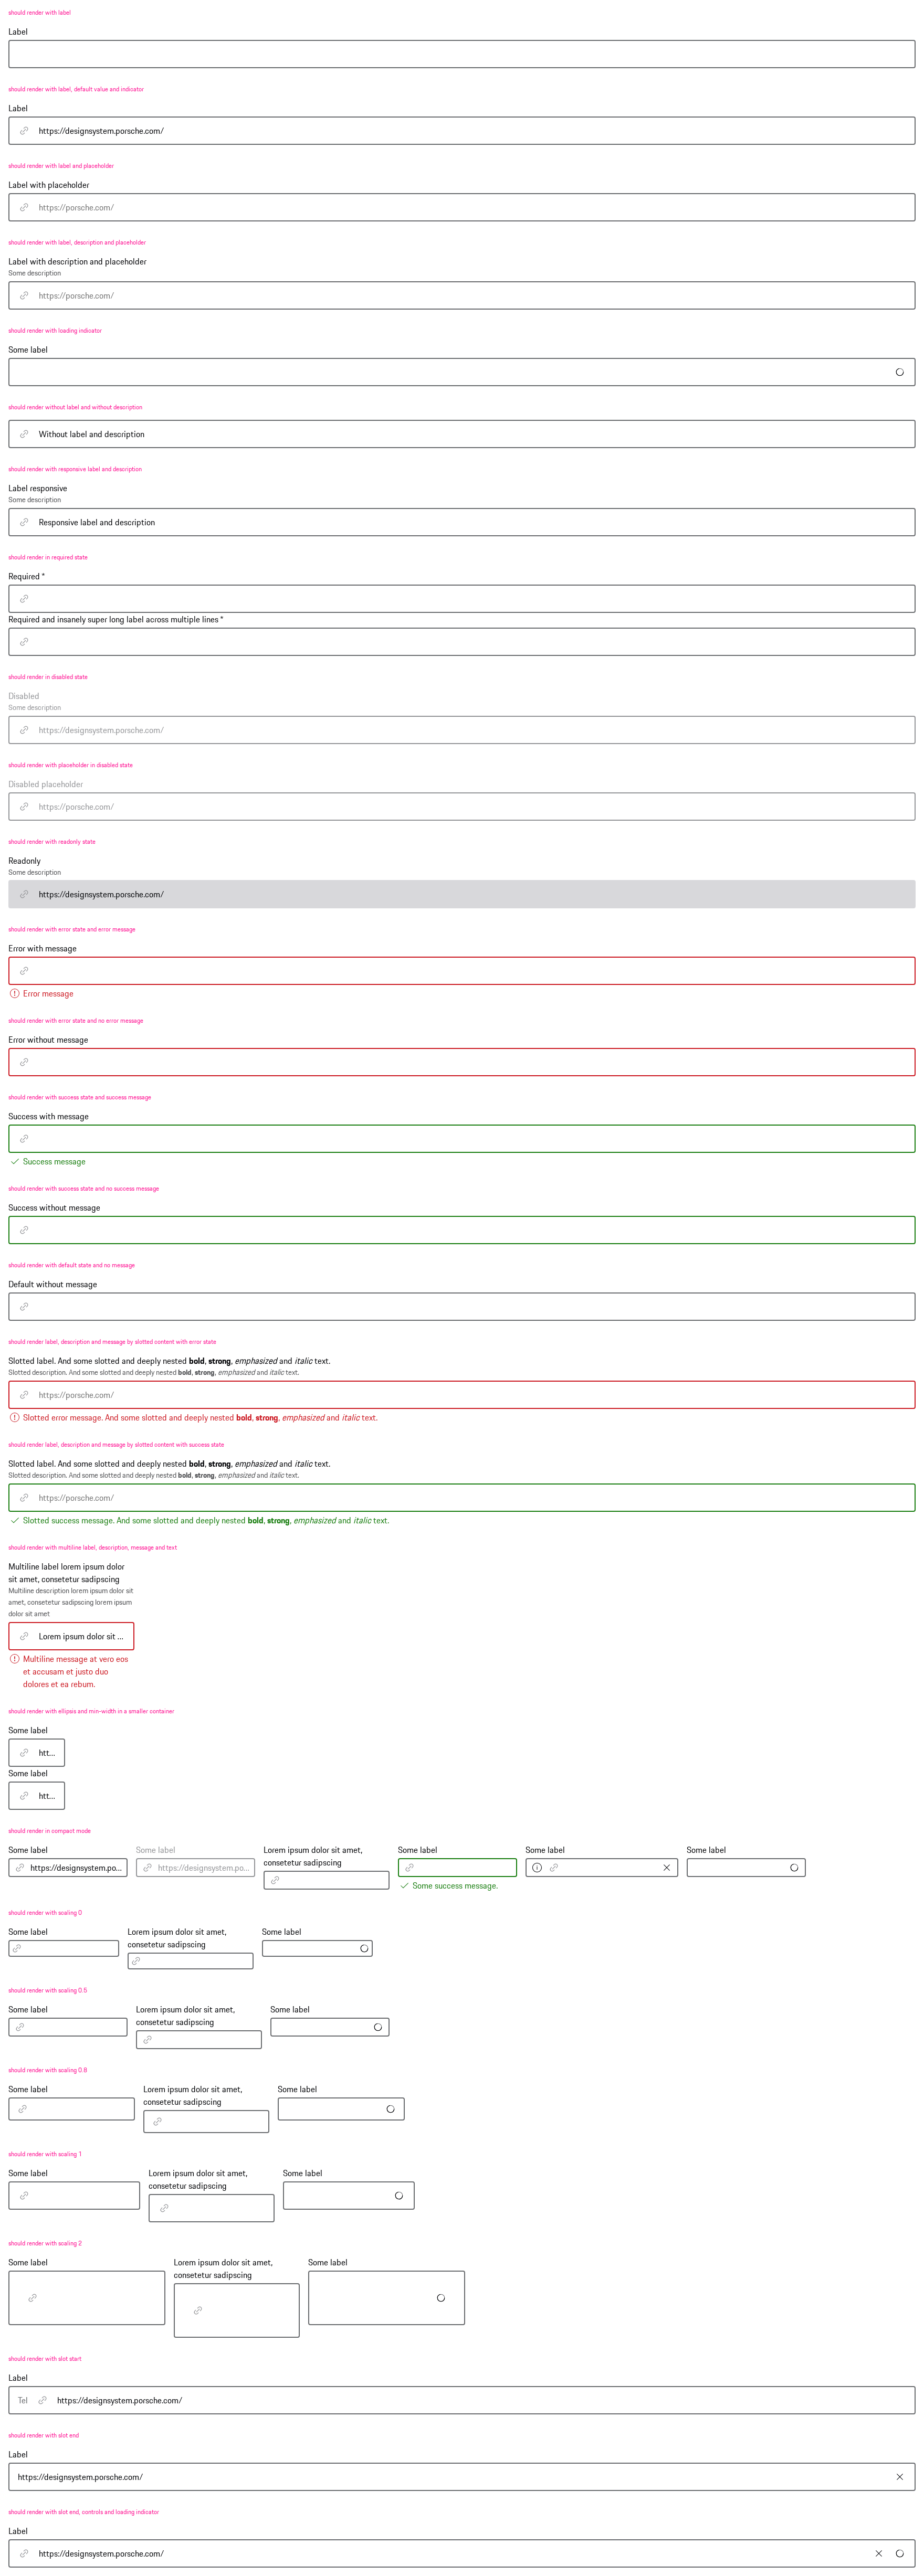 should render with label
Label
should render with label, default value and indicator
Label
https://designsystem.porsche.com/
should render with label and placeholder
Label with placeholder
https://porsche.com/
should render with label, description and placeholder
Label with description and placeholder
Some description
https://porsche.com/
should render with loading indicator
Some label
should render without label and without description
Without label and description
should render with responsive label and description
Label responsive
Some description
Responsive label and description
should render in required state
Required *
Required and insanely super long label across multiple lines *
should render in disabled state
Disabled
Some description
https://designsystem.porsche.com/
should render with placeholder in disabled state
Disabled placeholder
https://porsche.com/
should render with readonly state
Readonly
Some description
https://designsystem.porsche.com/
should render with error state and error message
Error with message
Error message
should render with error state and no error message
Error without message
should render with success state and success message
Success with message
Success message
should render with success state and no success message
Success without message
should render with default state and no message
Default without message
should render label, description and message by slotted content with error state
Slotted label. And some slotted and deeply nested bold, strong, emphasized and italic text.
Slotted description. And some slotted and deeply nested bold, strong, emphasized and italic text.
https://porsche.com/
Slotted error message. And some slotted and deeply nested bold, strong, emphasized and italic text.
should render label, description and message by slotted content with success state
Slotted label. And some slotted and deeply nested bold, strong, emphasized and italic text.
Slotted description. And some slotted and deeply nested bold, strong, emphasized and italic text.
https://porsche.com/
Slotted success message. And some slotted and deeply nested bold, strong, emphasized and italic text.
should render with multiline label, description, message and text
Multiline label lorem ipsum dolor
sit amet, consetetur sadipscing
Multiline description lorem ipsum dolor sit
amet, consetetur sadipscing lorem ipsum
dolor sit amet
Lorem ipsum dolor sit ...
Multiline message at vero eos
et accusam et justo duo
dolores et ea rebum.
should render with ellipsis and min-width in a smaller container
Some label
htt...
Some label
htt...
should render in compact mode
Some label
https://designsystem.po...
Some label
https://designsystem.po...
Lorem ipsum dolor sit amet,
consetetur sadipscing
Some label
Some success message.
Some label
Some label
should render with scaling 0
Some label
Lorem ipsum dolor sit amet,
consetetur sadipscing
Some label
should render with scaling 0.5
Some label
Lorem ipsum dolor sit amet,
consetetur sadipscing
Some label
should render with scaling 0.8
Some label
Lorem ipsum dolor sit amet,
consetetur sadipscing
Some label
should render with scaling 1
Some label
Lorem ipsum dolor sit amet,
consetetur sadipscing
Some label
should render with scaling 2
Some label
Lorem ipsum dolor sit amet,
consetetur sadipscing
Some label
should render with slot start
Label
Tel https://designsystem.porsche.com/
should render with slot end
Label
https://designsystem.porsche.com/
should render with slot end, controls and loading indicator
Label
https://designsystem.porsche.com/